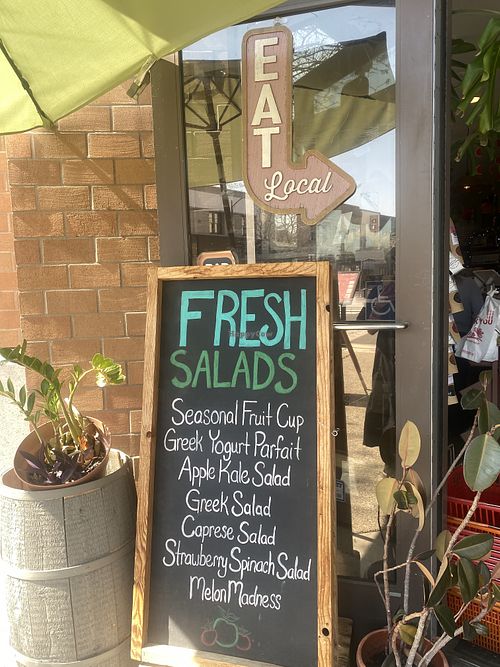 EAT
Local
FRESH
SALADS
Seasonal Fruit Cup
Greek Yogurt Parfait
Apple Kale Salad
Greek Salad
Caprese Salad
Strawberry Spinach Salad
Melon Madness